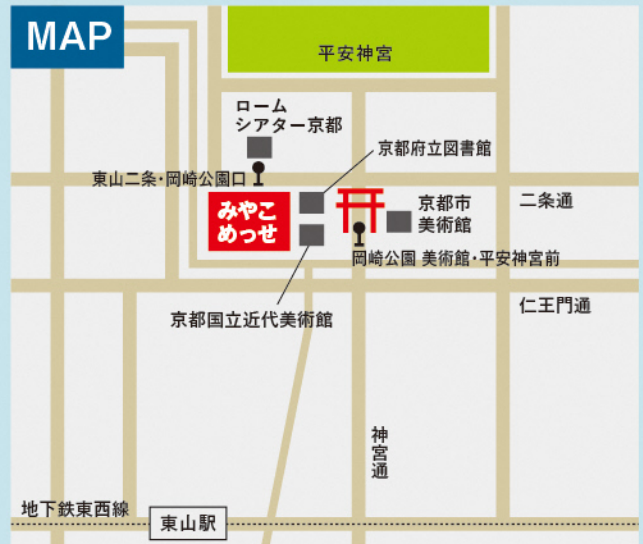 MAP
平安神宮
ローム
シアター京都
京都府立図書館
東山二条・岡崎公園口
みやこ
めっせ
京都市
美術館
二条通
岡崎公園 美術館・平安神宮前
仁王門通
京都国立近代美術館
神宮通
地下鉄東西線
東山駅